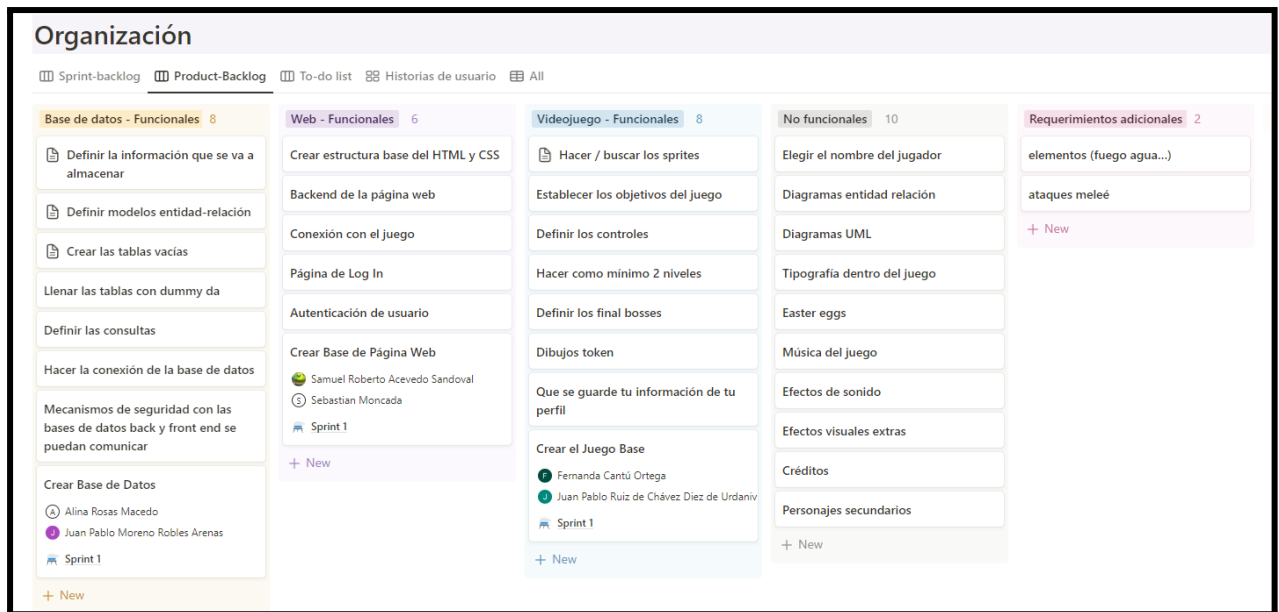 Organización
Sprint-backlog Product-Backlog To-do list Historias de usuario All
Base de datos - Funcionales 8
Definir la información que se va a
almacenar
Definir modelos entidad-relación
Crear las tablas vacías
Llenar las tablas con dummy da
Definir las consultas
Hacer la conexión de la base de datos
Mecanismos de seguridad con las
bases de datos back y front end se
puedan comunicar
Crear Base de Datos
A Alina Rosas Macedo
J Juan Pablo Moreno Robles Arenas
Sprint 1
+ New
Web - Funcionales 6
Crear estructura base del HTML y CSS
Backend de la página web
Conexión con el juego
Página de Log In
Autenticación de usuario
Crear Base de Página Web
Samuel Roberto Acevedo Sandoval
S Sebastian Moncada
Sprint 1
+ New
Videojuego - Funcionales 8
Hacer / buscar los sprites
Establecer los objetivos del juego
Definir los controles
Hacer como mínimo 2 niveles
Definir los final bosses
Dibujos token
Que se guarde tu información de tu
perfil
Crear el Juego Base
F Fernanda Cantú Ortega
J Juan Pablo Ruiz de Chávez Diez de Urdaniv
Sprint 1
+ New
No funcionales 10
Elegir el nombre del jugador
Diagramas entidad relación
Diagramas UML
Tipografía dentro del juego
Easter eggs
Música del juego
Efectos de sonido
Efectos visuales extras
Créditos
Personajes secundarios
+ New
Requerimientos adicionales 2
elementos (fuego agua...)
ataques meleé
+ New